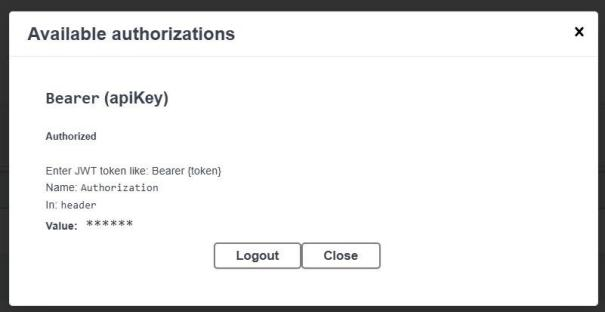 Available authorizations ×
Bearer (apiKey)
Authorized
Enter JWT token like: Bearer {token}
Name: Authorization
In: header
Value: ******
Logout Close